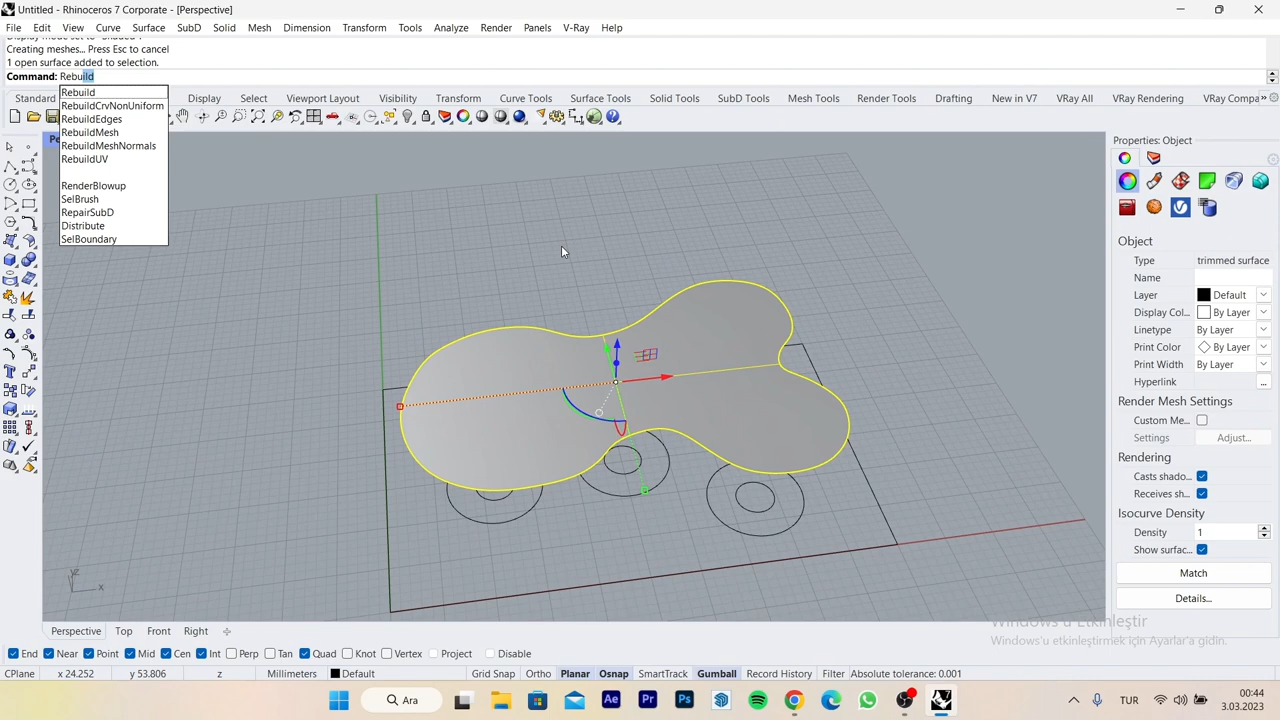 Untitled - Rhinoceros 7 Corporate - [Perspective]
File Edit View Curve Surface SubD Solid Mesh Dimension Transform Tools Analyze Render Panels V-Ray Help
Creating meshes... Press Esc to cancel
1 open surface added to selection.
Command: Rebuild
Rebuild
RebuildCrvNonUniform
RebuildEdges
RebuildMesh
RebuildMeshNormals
RebuildUV
RenderBlowup
SelBrush
RepairSubD
Distribute
SelBoundary
Standard Display Select Viewport Layout Visibility Transform Curve Tools Surface Tools Solid Tools SubD Tools Mesh Tools Render Tools Drafting New in V7 VRay All VRay Rendering VRay Compa
Properties: Object
Object
Type trimmed surface
Name
Layer Default
Display Col... By Layer
Linetype By Layer
Print Color By Layer
Print Width By Layer
Hyperlink ...
Render Mesh Settings
Custom Me...
Settings Adjust...
Rendering
Casts shado...
Receives sh...
Isocurve Density
Density 1
Show surfac...
Match
Details...
Windows'u Etkinleştir
Windows'u etkinleştirmek için Ayarlar'a gidin.
x
Perspective Top Front Right
End Near Point Mid Cen Int Perp Tan Quad Knot Vertex Project Disable
CPlane x 24.252 y 53.806 z Millimeters Default Grid Snap Ortho Planar Osnap SmartTrack Gumball Record History Filter Absolute tolerance: 0.001
Ara
Ae
Pr
Ps
TUR
00:44
3.03.2023